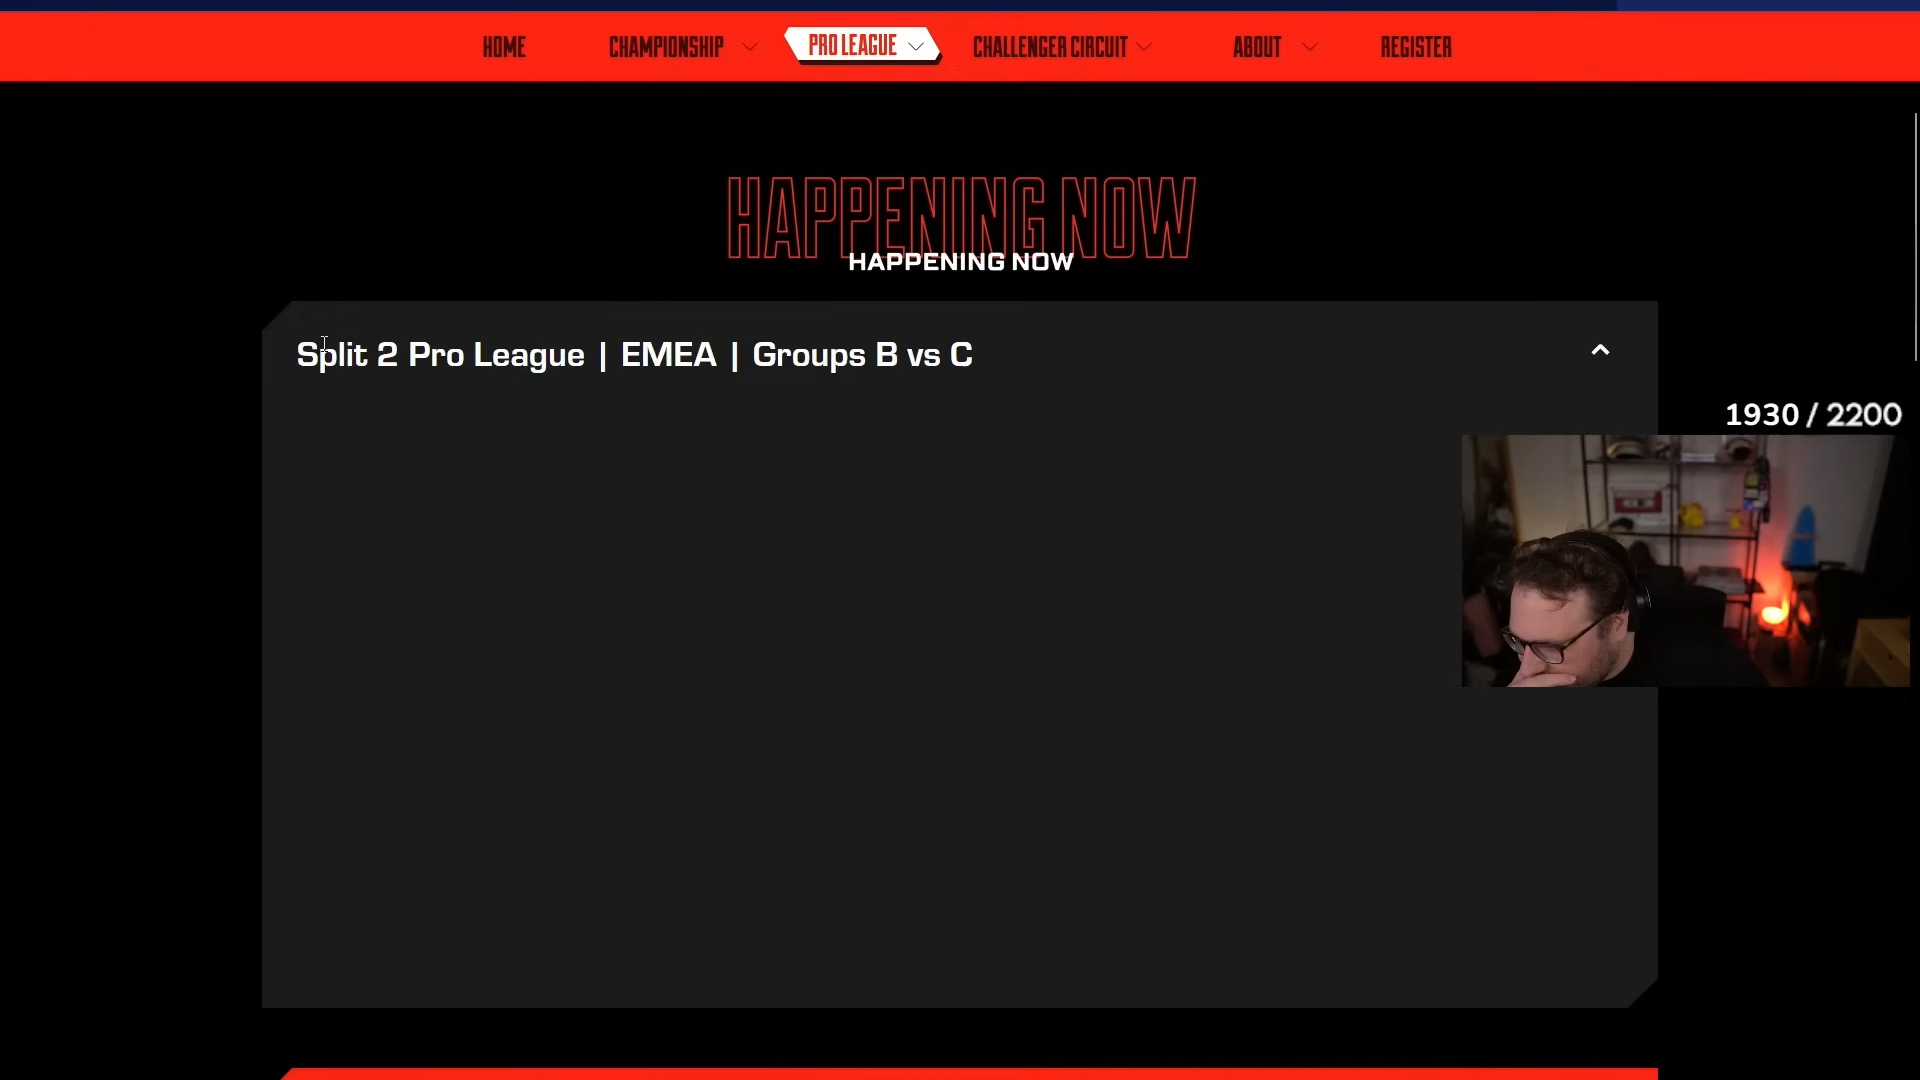 HOME
CHAMPIONSHIP
PRO LEAGUE
CHALLENGER CIRCUIT
ABOUT
REGISTER
HAPPENING NOW
HAPPENING NOW
Split 2 Pro League | EMEA | Groups B vs C
1930 / 2200